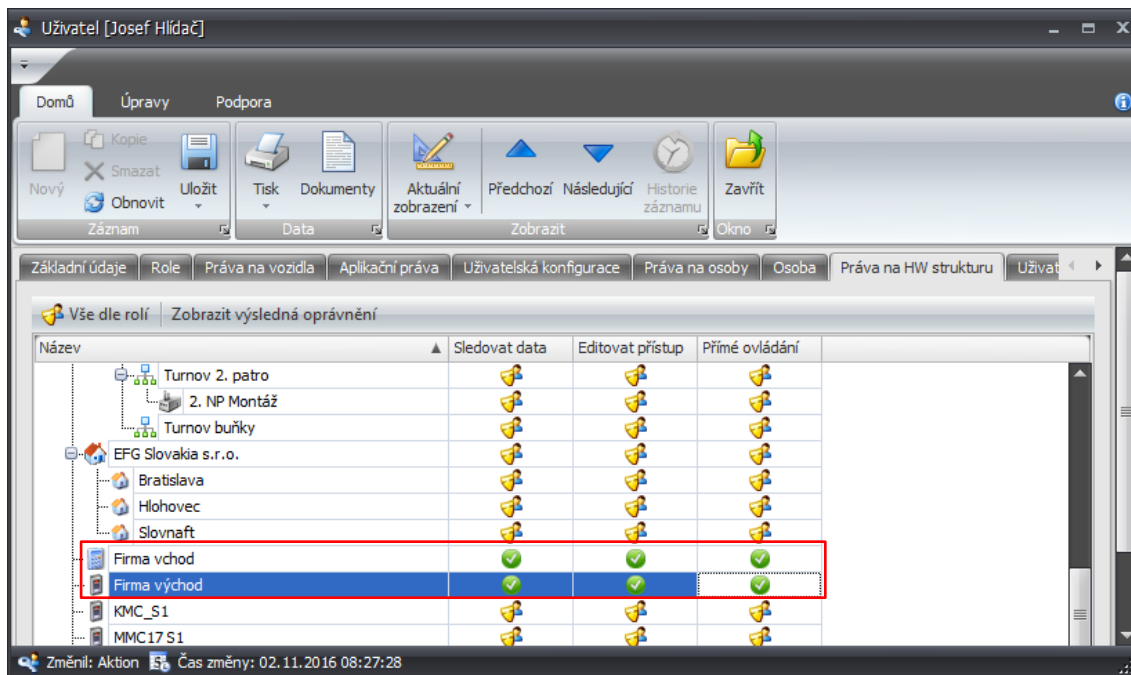 Uživatel [Josef Hlídač]
Domů Úpravy Podpora
Nový
Kopie
Smazat
Obnovit
Uložit
Tisk
Dokumenty
Aktuální
zobrazení
Předchozí
Následující
Historie
záznamu
Zavřít
Záznam Data Zobrazit Okno
Základní údaje Role Práva na vozidla Aplikační práva Uživatelská konfigurace Práva na osoby Osoba Práva na HW strukturu Uživat
Vše dle rolí Zobrazit výsledná oprávnění
Název Sledovat data Editovat přístup Přímé ovládání
Turnov 2. patro
2. NP Montáž
Turnov buňky
EFG Slovakia s.r.o.
Bratislava
Hlohovec
Slovnaft
Firma vchod
Firma východ
KMC_S1
MMC17 S1
Změnil: Aktion Čas změny: 02.11.2016 08:27:28